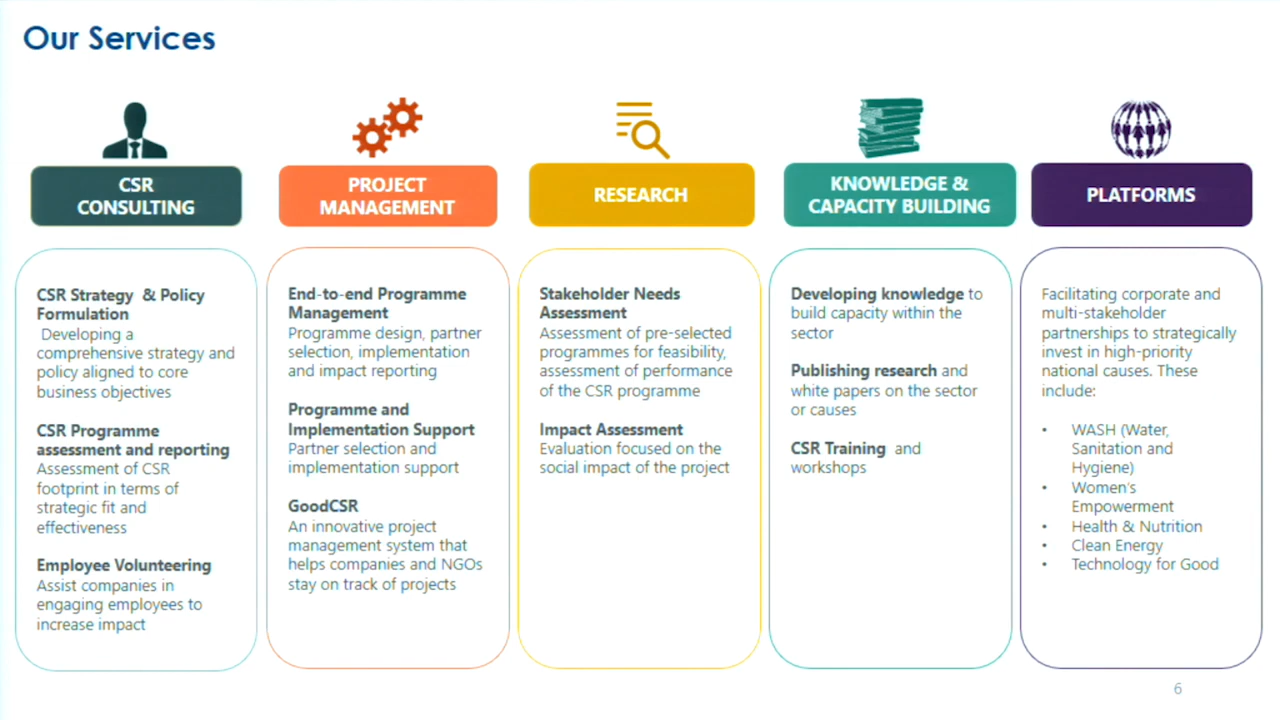 Our Services
CSR
CONSULTING
CSR Strategy & Policy
Formulation
Developing a
comprehensive strategy and
policy aligned to core
business objectives
CSR Programme
assessment and reporting
Assessment of CSR
footprint in terms of
strategic fit and
effectiveness
Employee Volunteering
Assist companies in
engaging employees to
increase impact
PROJECT
MANAGEMENT
End-to-end Programme
Management
Programme design, partner
selection, implementation
and impact reporting
Programme and
Implementation Support
Partner selection and
implementation support
GoodCSR
An innovative project
management system that
helps companies and NGOs
stay on track of projects
RESEARCH
Stakeholder Needs
Assessment
Assessment of pre-selected
programmes for feasibility,
assessment of performance
of the CSR programme
Impact Assessment
Evaluation focused on the
social impact of the project
KNOWLEDGE &
CAPACITY BUILDING
Developing knowledge to
build capacity within the
sector
Publishing research and
white papers on the sector
or causes
CSR Training and
workshops
PLATFORMS
Facilitating corporate and
multi-stakeholder
partnerships to strategically
invest in high-priority
national causes. These
include:
• WASH (Water,
Sanitation and
Hygiene)
• Women's
Empowerment
• Health & Nutrition
• Clean Energy
• Technology for Good
6